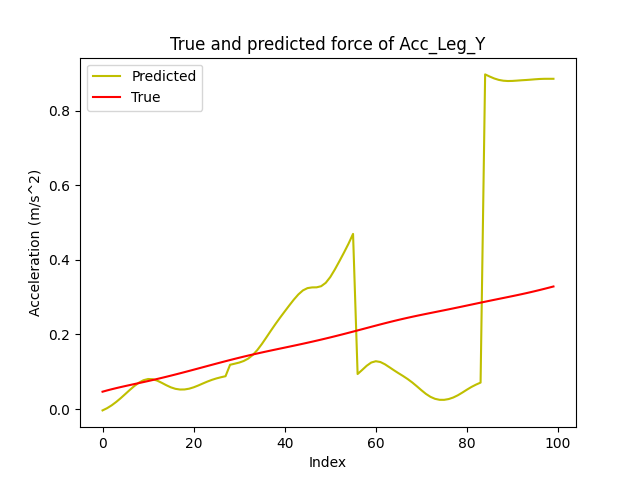 True and predicted force of Acc_Leg_Y
Predicted
True
Acceleration (m/s^2)
0.8
0.6
0.4
0.2
0.0
0 20 40 60 80 100
Index